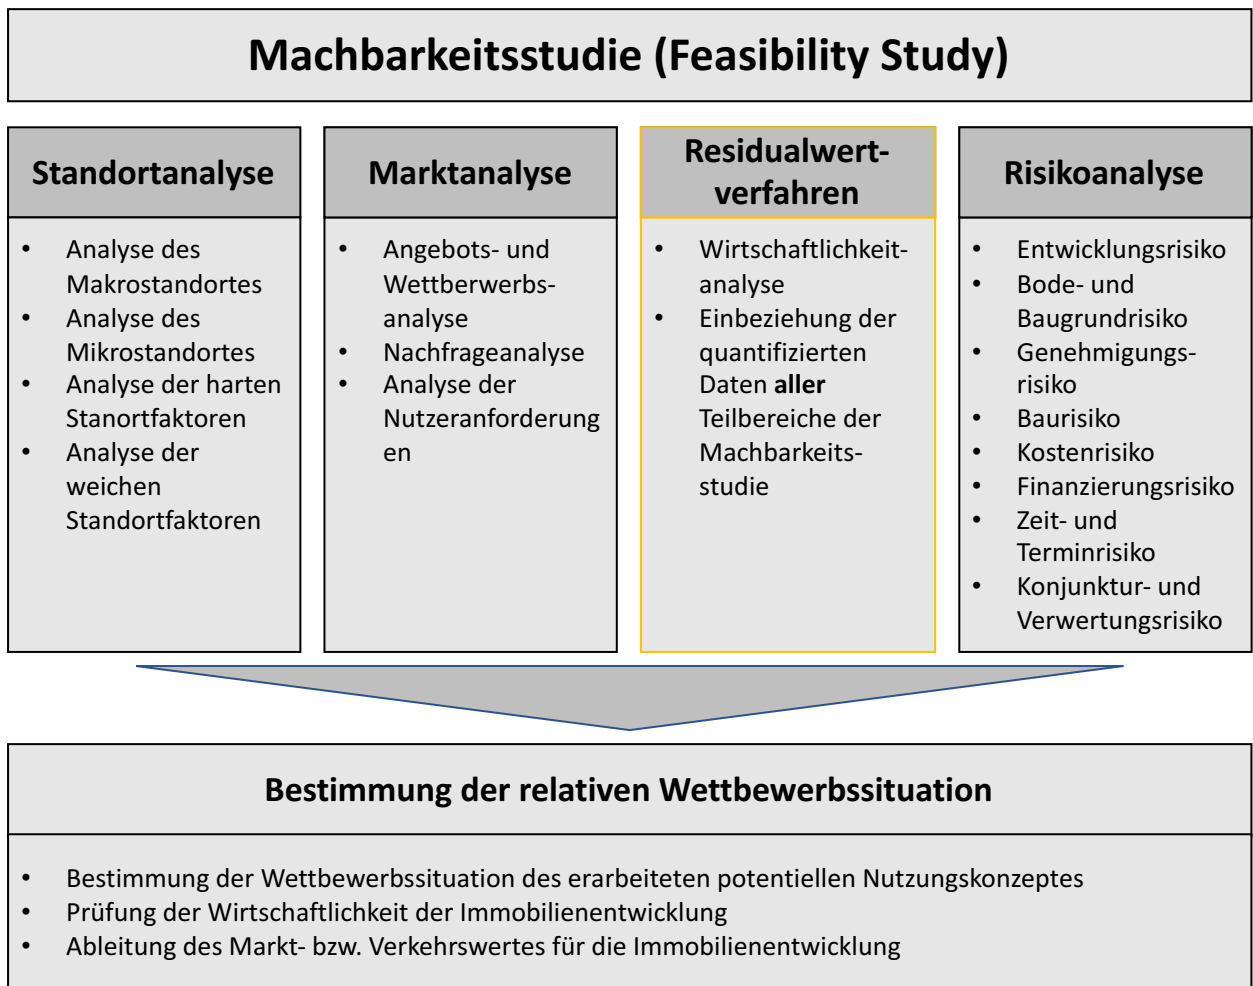 Machbarkeitsstudie (Feasibility Study)
Standortanalyse
• Analyse des
Makrostandortes
• Analyse des
Mikrostandortes
• Analyse der harten
Stanortfaktoren
• Analyse der
weichen
Standortfaktoren
Marktanalyse
• Angebots- und
Wettberwerbs-
analyse
• Nachfrageanalyse
• Analyse der
Nutzeranforderung
en
Residualwert-
verfahren
• Wirtschaftlichkeit-
analyse
• Einbeziehung der
quantifizierten
Daten aller
Teilbereiche der
Machbarkeits-
studie
Risikoanalyse
• Entwicklungsrisiko
• Bode- und
Baugrundrisiko
• Genehmigungs-
risiko
• Baurisiko
• Kostenrisiko
• Finanzierungsrisiko
• Zeit- und
Terminrisiko
• Konjunktur- und
Verwertungsrisiko
Bestimmung der relativen Wettbewerbssituation
• Bestimmung der Wettbewerbssituation des erarbeiteten potentiellen Nutzungskonzeptes
• Prüfung der Wirtschaftlichkeit der Immobilienentwicklung
• Ableitung des Markt- bzw. Verkehrswertes für die Immobilienentwicklung